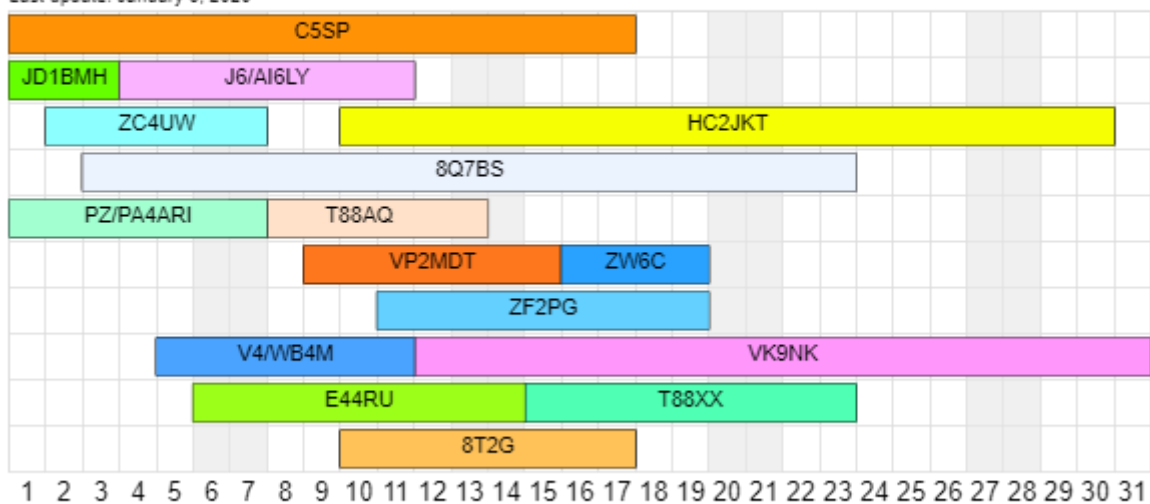 C5SP
JD1BMH J6/AI6LY
ZC4UW HC2JKT
8Q7BS
PZ/PA4ARI T88AQ
VP2MDT ZW6C
ZF2PG
V4/WB4M VK9NK
E44RU T88XX
8T2G
1 2 3 4 5 6 7 8 9 10 11 12 13 14 15 16 17 18 19 20 21 22 23 24 25 26 27 28 29 30 31